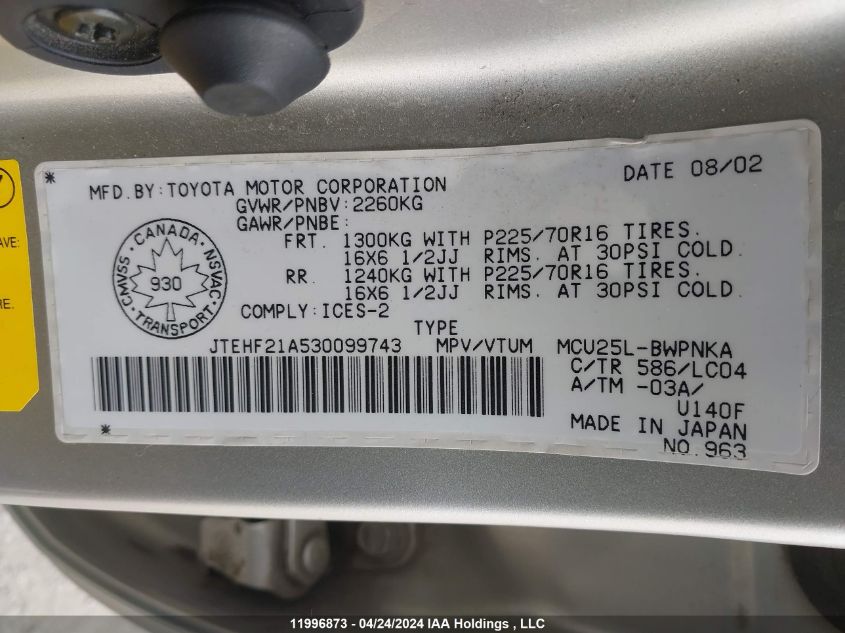 AVE:
RE.
MFD.BY:TOYOTA MOTOR CORPORATION
DATE 08/02
GVWR/PNBV:2260KG
GAWR/PNBE:
FRT. 1300KG WITH P225/70R16 TIRES.
16X6 1/2JJ RIMS. AT 30PSI COLD.
RR. 1240KG WITH P225/70R16 TIRES.
16X6 1/2JJ RIMS. AT 30PSI COLD.
CANADA
CMVSS • NSVAC
930
TRANSPORT
COMPLY:ICES-2
TYPE
JTEHF21A530099743 MPV/VTUM MCU25L-BWPNKA
C/TR 586/LC04
A/TM -03A/
U140F
MADE IN JAPAN
NO.963
11996873 - 04/24/2024 IAA Holdings , LLC